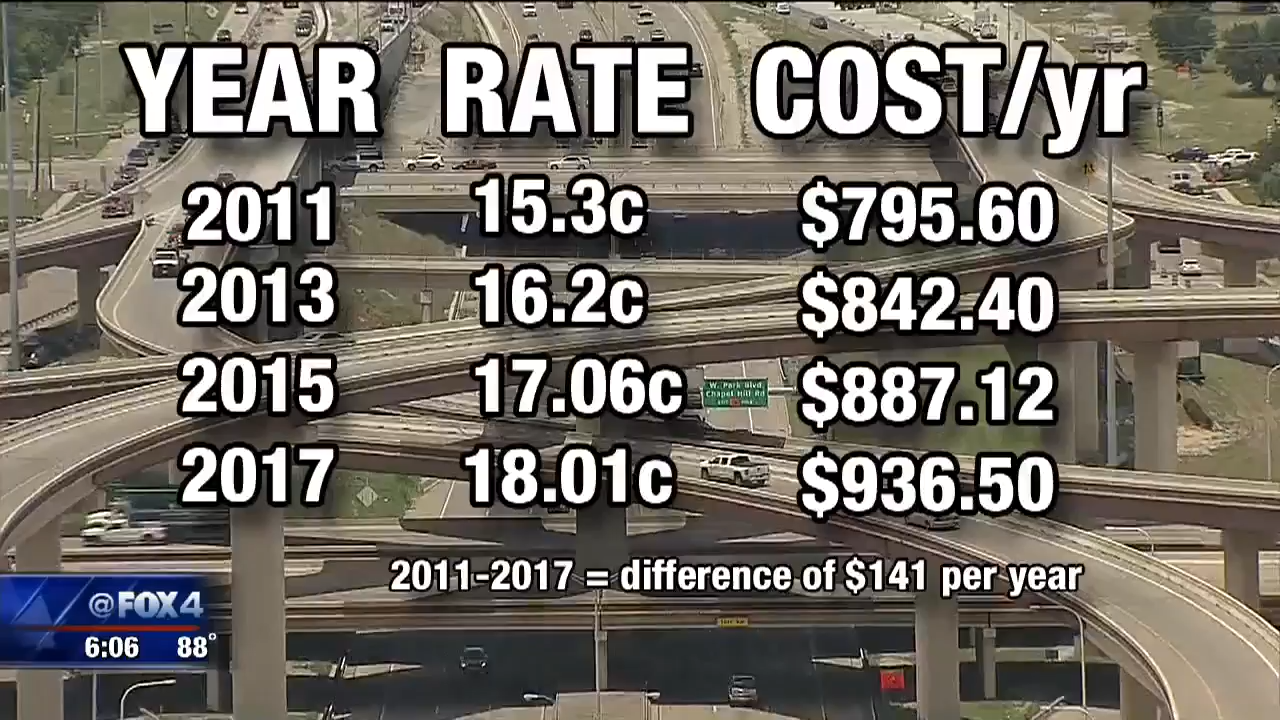 YEAR RATE COST/yr
2011 15.3c $795.60
2013 16.2c $842.40
2015 17.06c $887.12
W. Park Blvd
Chapel Hill Rd
2017 18.01c $936.50
2011-2017 = difference of $141 per year
@FOX4
6:06 88°